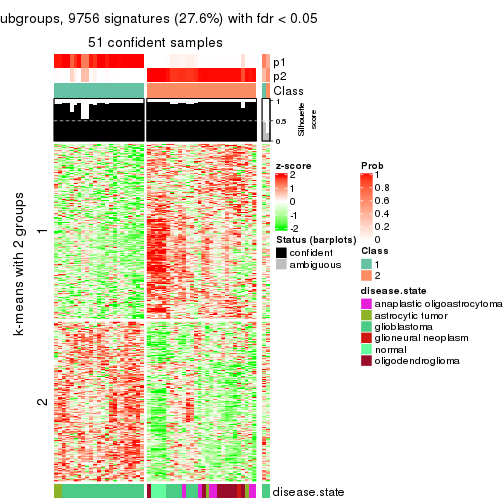 ubgroups, 9756 signatures (27.6%) with fdr < 0.05
51 confident samples
p1
p2
Class
1
0.5
0
Silhouette
score
k-means with 2 groups
1
2
z-score
2
1
0
-1
-2
Status (barplots)
confident
ambiguous
Prob
1
0.8
0.6
0.4
0.2
0
Class
1
2
disease.state
anaplastic oligoastrocytoma
astrocytic tumor
glioblastoma
glioneural neoplasm
normal
oligodendroglioma
disease.state